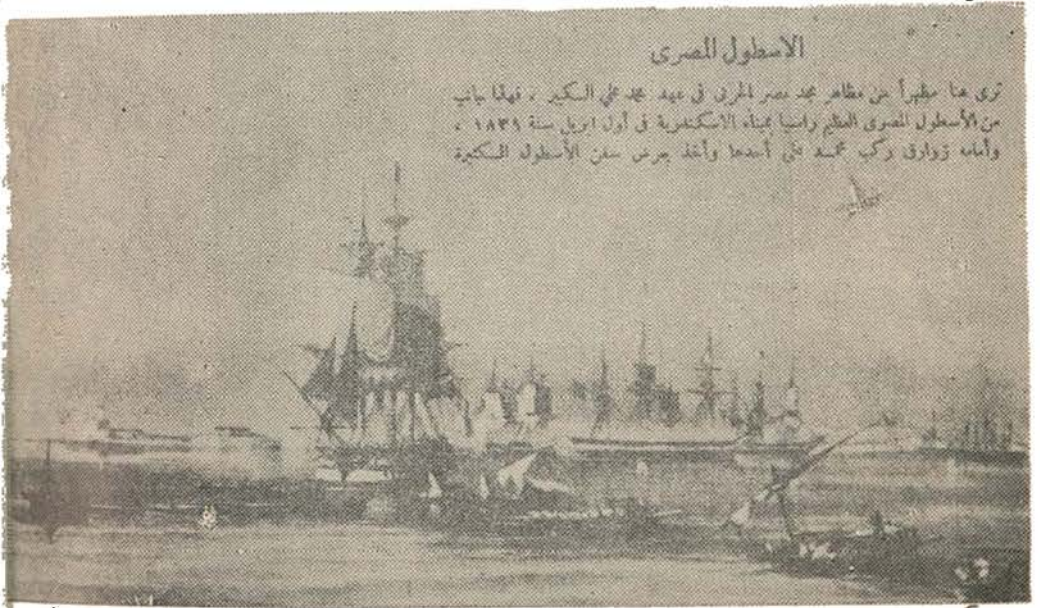 الاسطول المصرى
ترى هنا مظهراً من مظاهر مجد مصر الحربى فى عهد محمد على الكبير ، فهذا جانب
من الأسطول المصرى العظيم راسيا بميناء الاسكندرية فى أول ابريل سنة ١٨٣٩ ،
وأمامه زوارق ركب محمد على أحدها وأخذ يعرض سفن الأسطول الكثيرة